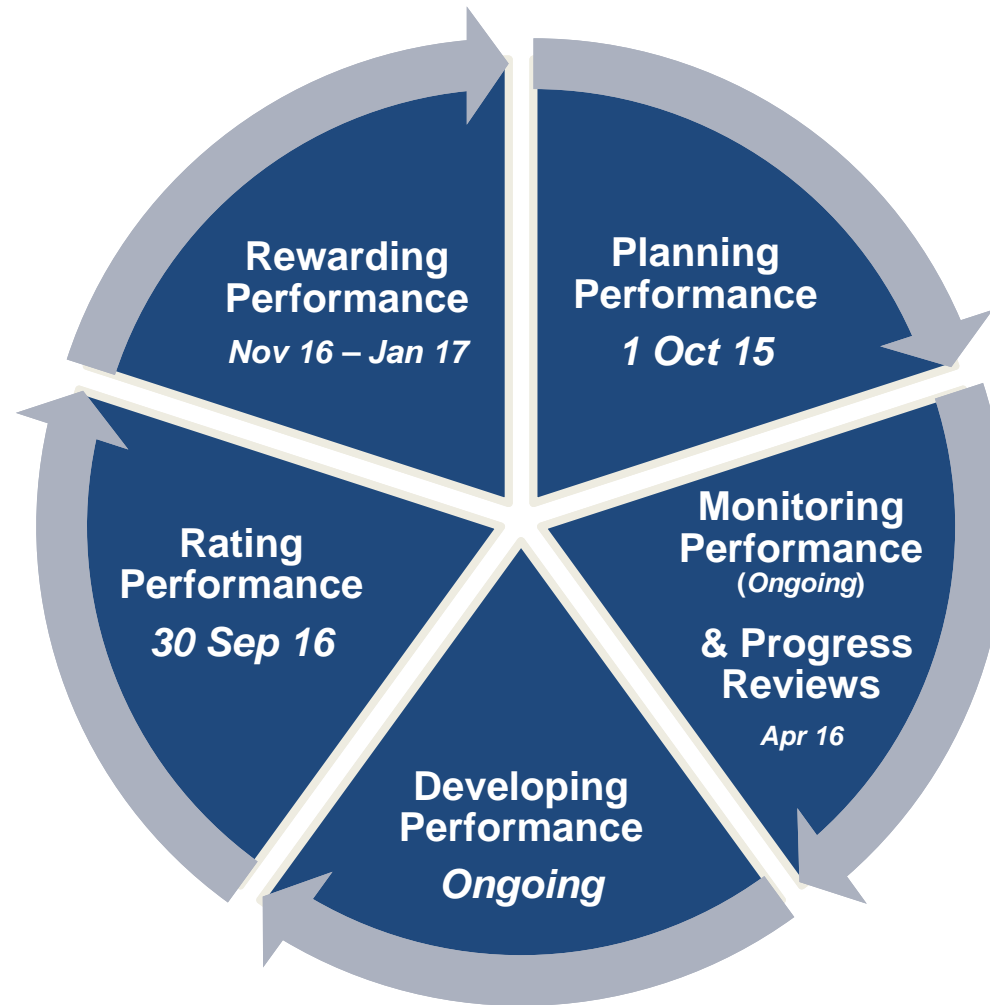 Planning
Performance
1 Oct 15
Monitoring
Performance
(Ongoing)
& Progress
Reviews
Apr 16
Developing
Performance
Ongoing
Rating
Performance
30 Sep 16
Rewarding
Performance
Nov 16 – Jan 17